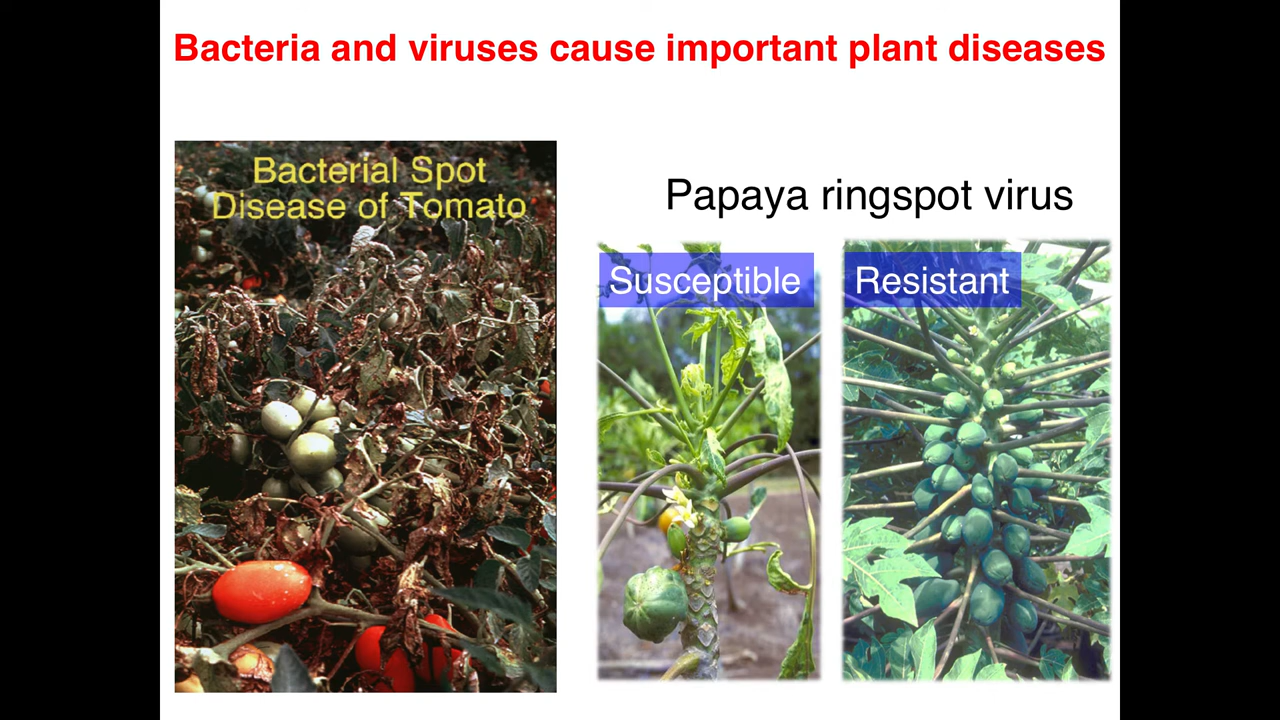 Bacteria and viruses cause important plant diseases
Bacterial Spot
Disease of Tomato
Papaya ringspot virus
Susceptible
Resistant